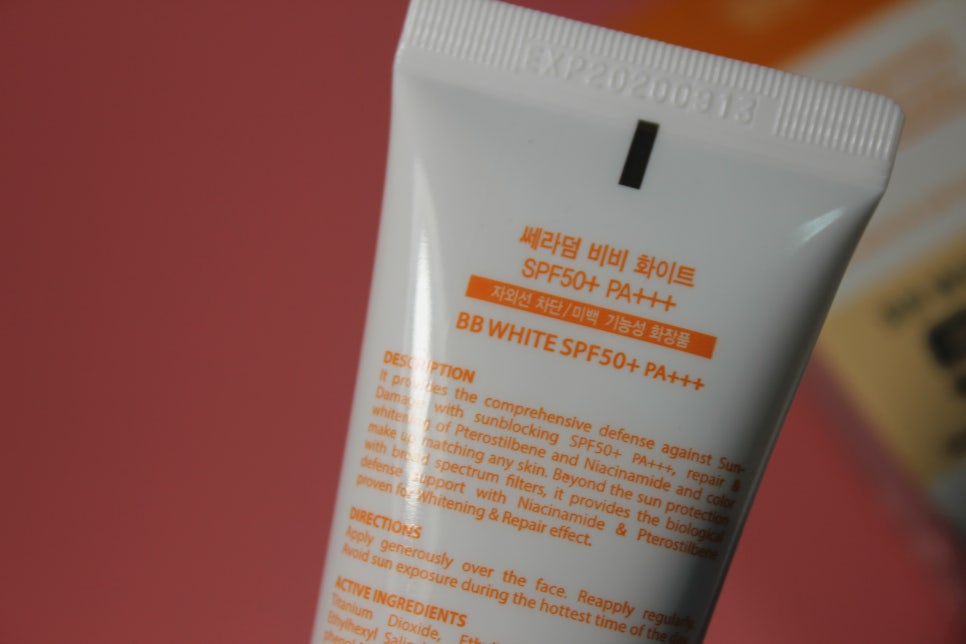 EXP20200913
쎄라덤 비비 화이트
SPF50+ PA+++
자외선 차단/미백 기능성 화장품
BB WHITE SPF50+ PA+++
DESCRIPTION
It provides the comprehensive defense against Sun-
Damage with sunblocking SPF50+ PA+++, repair &
whitening of Pterostilbene and Niacinamide and color
make up matching any skin. Beyond the sun protection
with broad spectrum filters, it provides the biological
defense support with Niacinamide & Pterostilbene
proven for Whitening & Repair effect.
DIRECTIONS
Apply generously over the face. Reapply regularly.
Avoid sun exposure during the hottest time of the day.
ACTIVE INGREDIENTS
Titanium Dioxide,
Ethylhexyl